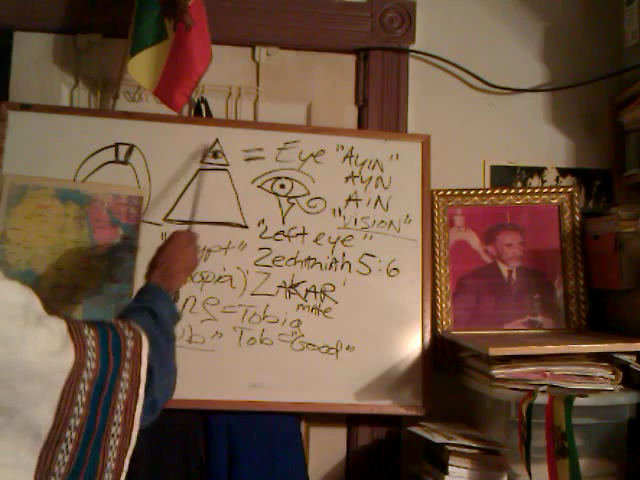 = Eye "AYIN"
AYN
AIN
"VISION"
"Left eye"
Zechariah 5:6
ZAKAR
MALE
=Tobia
Tob="Good"